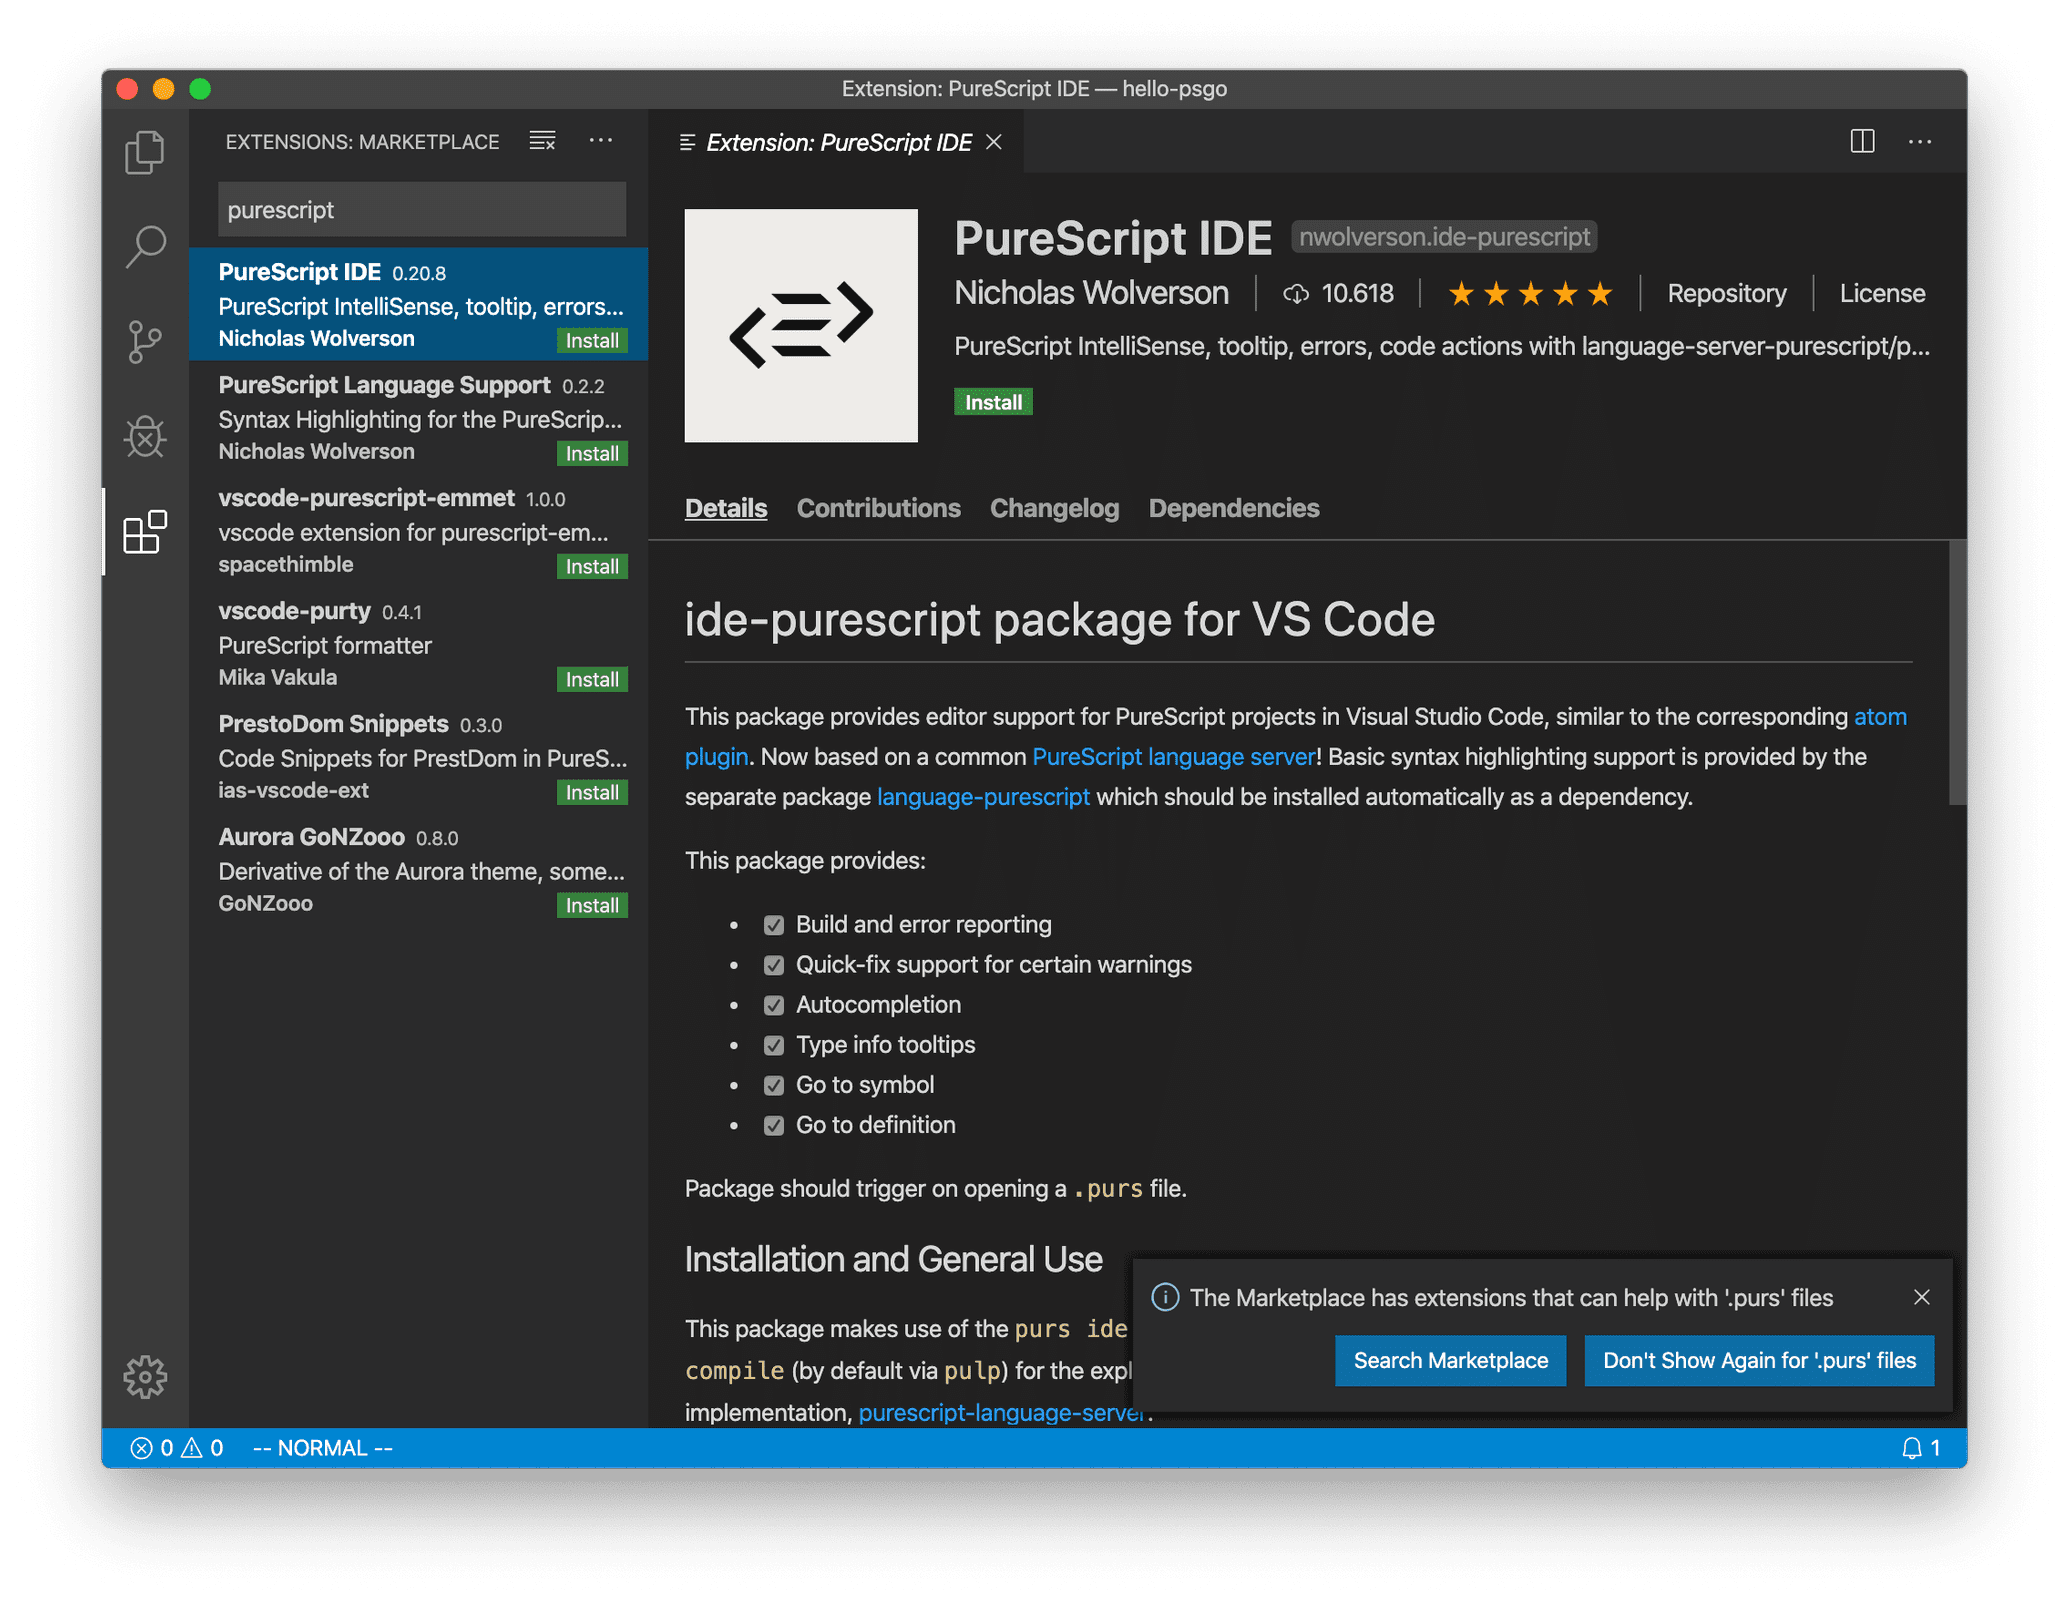 Extension: PureScript IDE — hello-psgo
EXTENSIONS: MARKETPLACE
purescript
PureScript IDE 0.20.8
PureScript IntelliSense, tooltip, errors...
Nicholas Wolverson Install
PureScript Language Support 0.2.2
Syntax Highlighting for the PureScrip...
Nicholas Wolverson Install
vscode-purescript-emmet 1.0.0
vscode extension for purescript-em...
spacethimble Install
vscode-purty 0.4.1
PureScript formatter
Mika Vakula Install
PrestoDom Snippets 0.3.0
Code Snippets for PrestDom in PureS...
ias-vscode-ext Install
Aurora GoNZooo 0.8.0
Derivative of the Aurora theme, some...
GoNZooo Install
Extension: PureScript IDE
PureScript IDE nwolverson.ide-purescript
Nicholas Wolverson 10.618 Repository License
PureScript IntelliSense, tooltip, errors, code actions with language-server-purescript/p...
Install
Details Contributions Changelog Dependencies
ide-purescript package for VS Code
This package provides editor support for PureScript projects in Visual Studio Code, similar to the corresponding atom
plugin. Now based on a common PureScript language server! Basic syntax highlighting support is provided by the
separate package language-purescript which should be installed automatically as a dependency.
This package provides:
• Build and error reporting
• Quick-fix support for certain warnings
• Autocompletion
• Type info tooltips
• Go to symbol
• Go to definition
Package should trigger on opening a .purs file.
Installation and General Use
This package makes use of the purs ide
compile (by default via pulp) for the expl
implementation, purescript-language-server.
The Marketplace has extensions that can help with '.purs' files
Search Marketplace Don't Show Again for '.purs' files
0 0 -- NORMAL -- 1